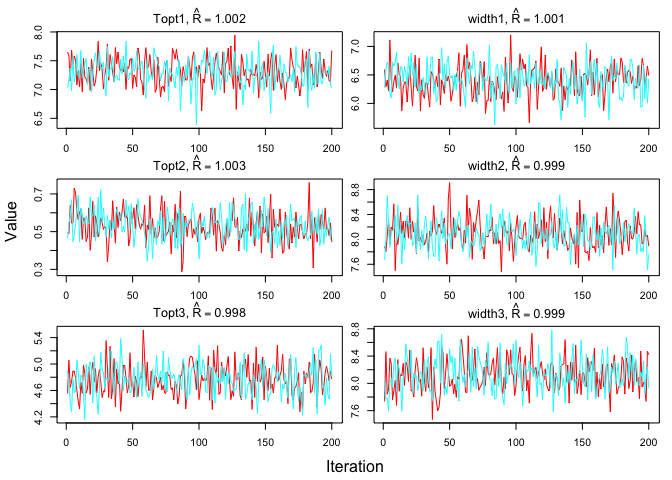 Topt1, R̂ = 1.002
8.0
7.5
7.0
6.5
0 50 100 150 200
width1, R̂ = 1.001
7.0
6.5
6.0
0 50 100 150 200
Topt2, R̂ = 1.003
0.7
0.5
0.3
0 50 100 150 200
width2, R̂ = 0.999
8.8
8.4
8.0
7.6
0 50 100 150 200
Topt3, R̂ = 0.998
5.4
5.0
4.6
4.2
0 50 100 150 200
width3, R̂ = 0.999
8.8
8.4
8.0
7.6
0 50 100 150 200
Value
Iteration